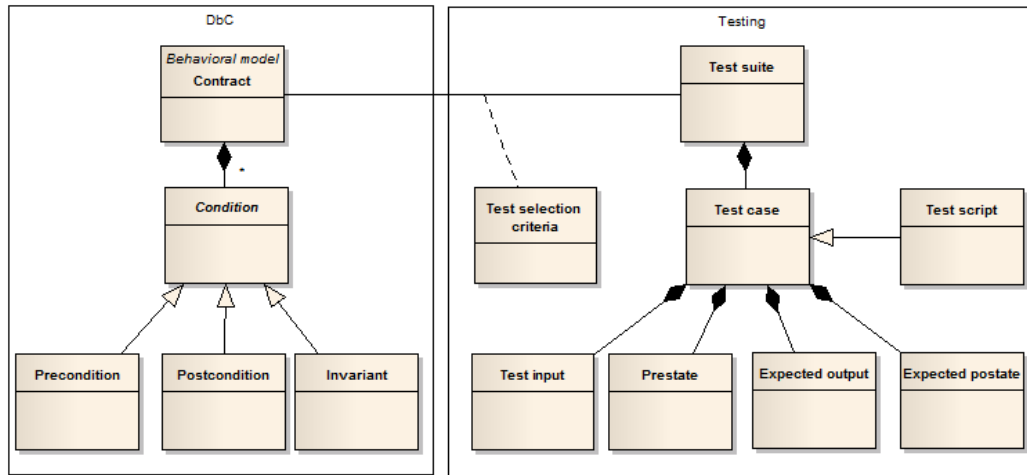 DbC
Testing
Behavioral model
Contract
Test suite
*
Condition
Test selection
criteria
Test case
Test script
Precondition
Postcondition
Invariant
Test input
Prestate
Expected output
Expected postate